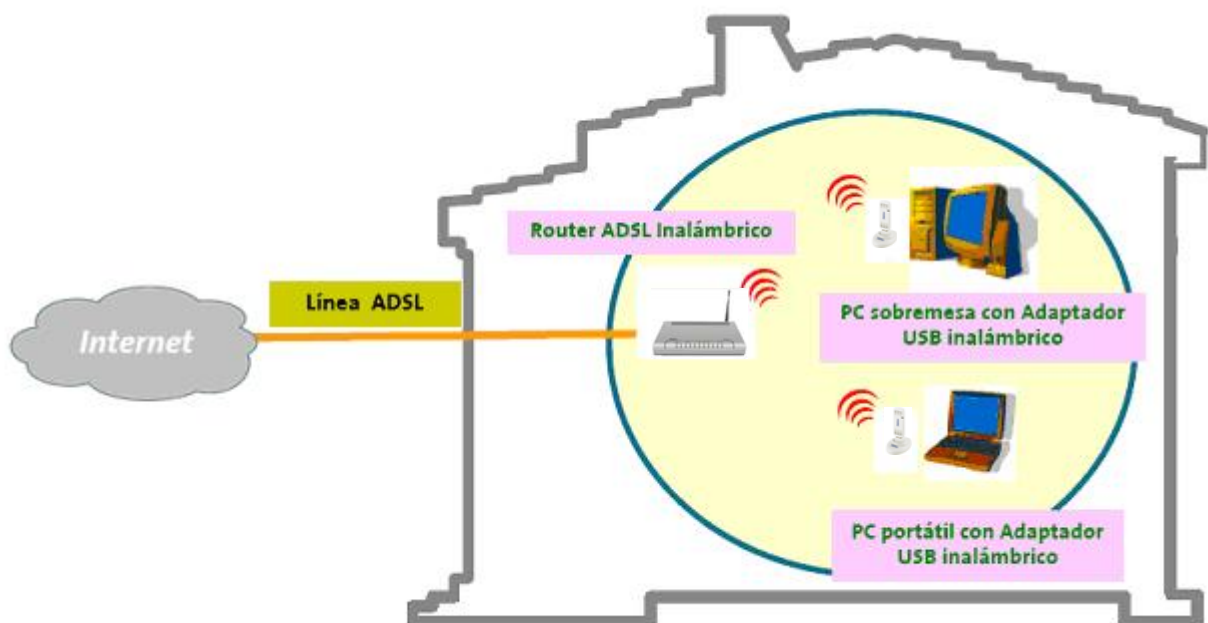 Internet
Línea ADSL
Router ADSL Inalámbrico
PC sobremesa con Adaptador
USB inalámbrico
PC portátil con Adaptador
USB inalámbrico